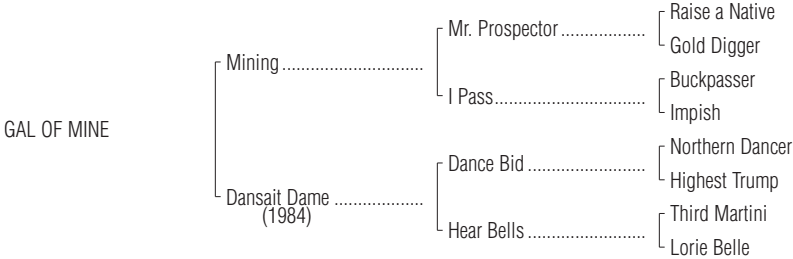 Raise a Native
Mr. Prospector ..................
Gold Digger
Mining ..............................
Buckpasser
I Pass................................
Impish
GAL OF MINE
Northern Dancer
Dance Bid .........................
Highest Trump
Dansait Dame ...................
(1984)
Third Martini
Hear Bells .........................
Lorie Belle